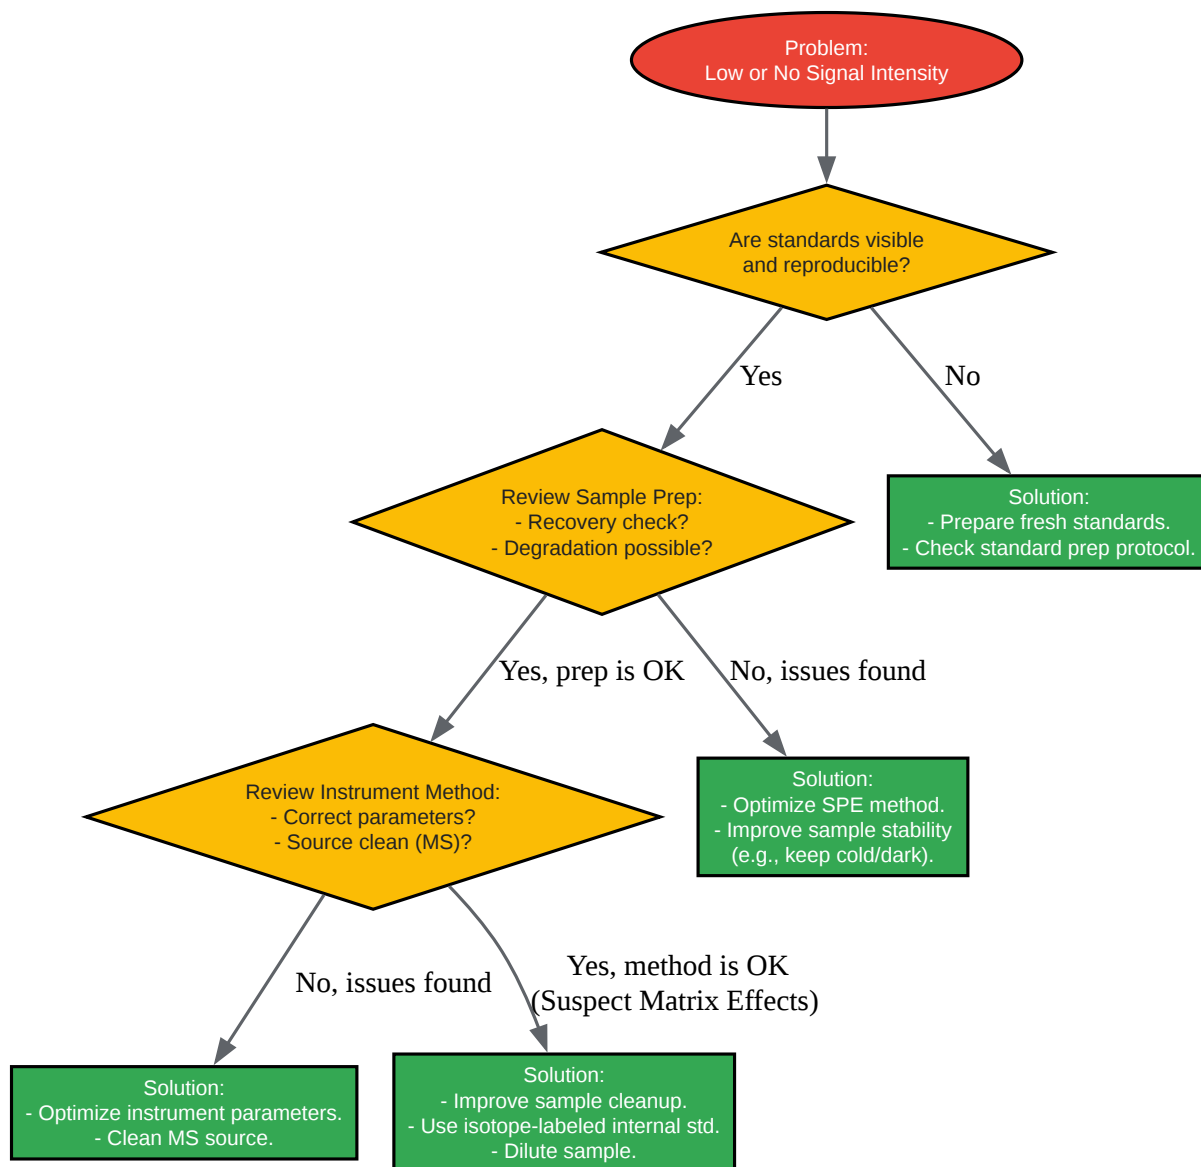 Problem:
Low or No Signal Intensity
Are standards visible
and reproducible?
Yes
No
Review Sample Prep:
- Recovery check?
- Degradation possible?
Solution:
- Prepare fresh standards.
- Check standard prep protocol.
Yes, prep is OK
No, issues found
Review Instrument Method:
- Correct parameters?
- Source clean (MS)?
Solution:
- Optimize SPE method.
- Improve sample stability
(e.g., keep cold/dark).
No, issues found
Yes, method is OK
(Suspect Matrix Effects)
Solution:
- Optimize instrument parameters.
- Clean MS source.
Solution:
- Improve sample cleanup.
- Use isotope-labeled internal std.
- Dilute sample.